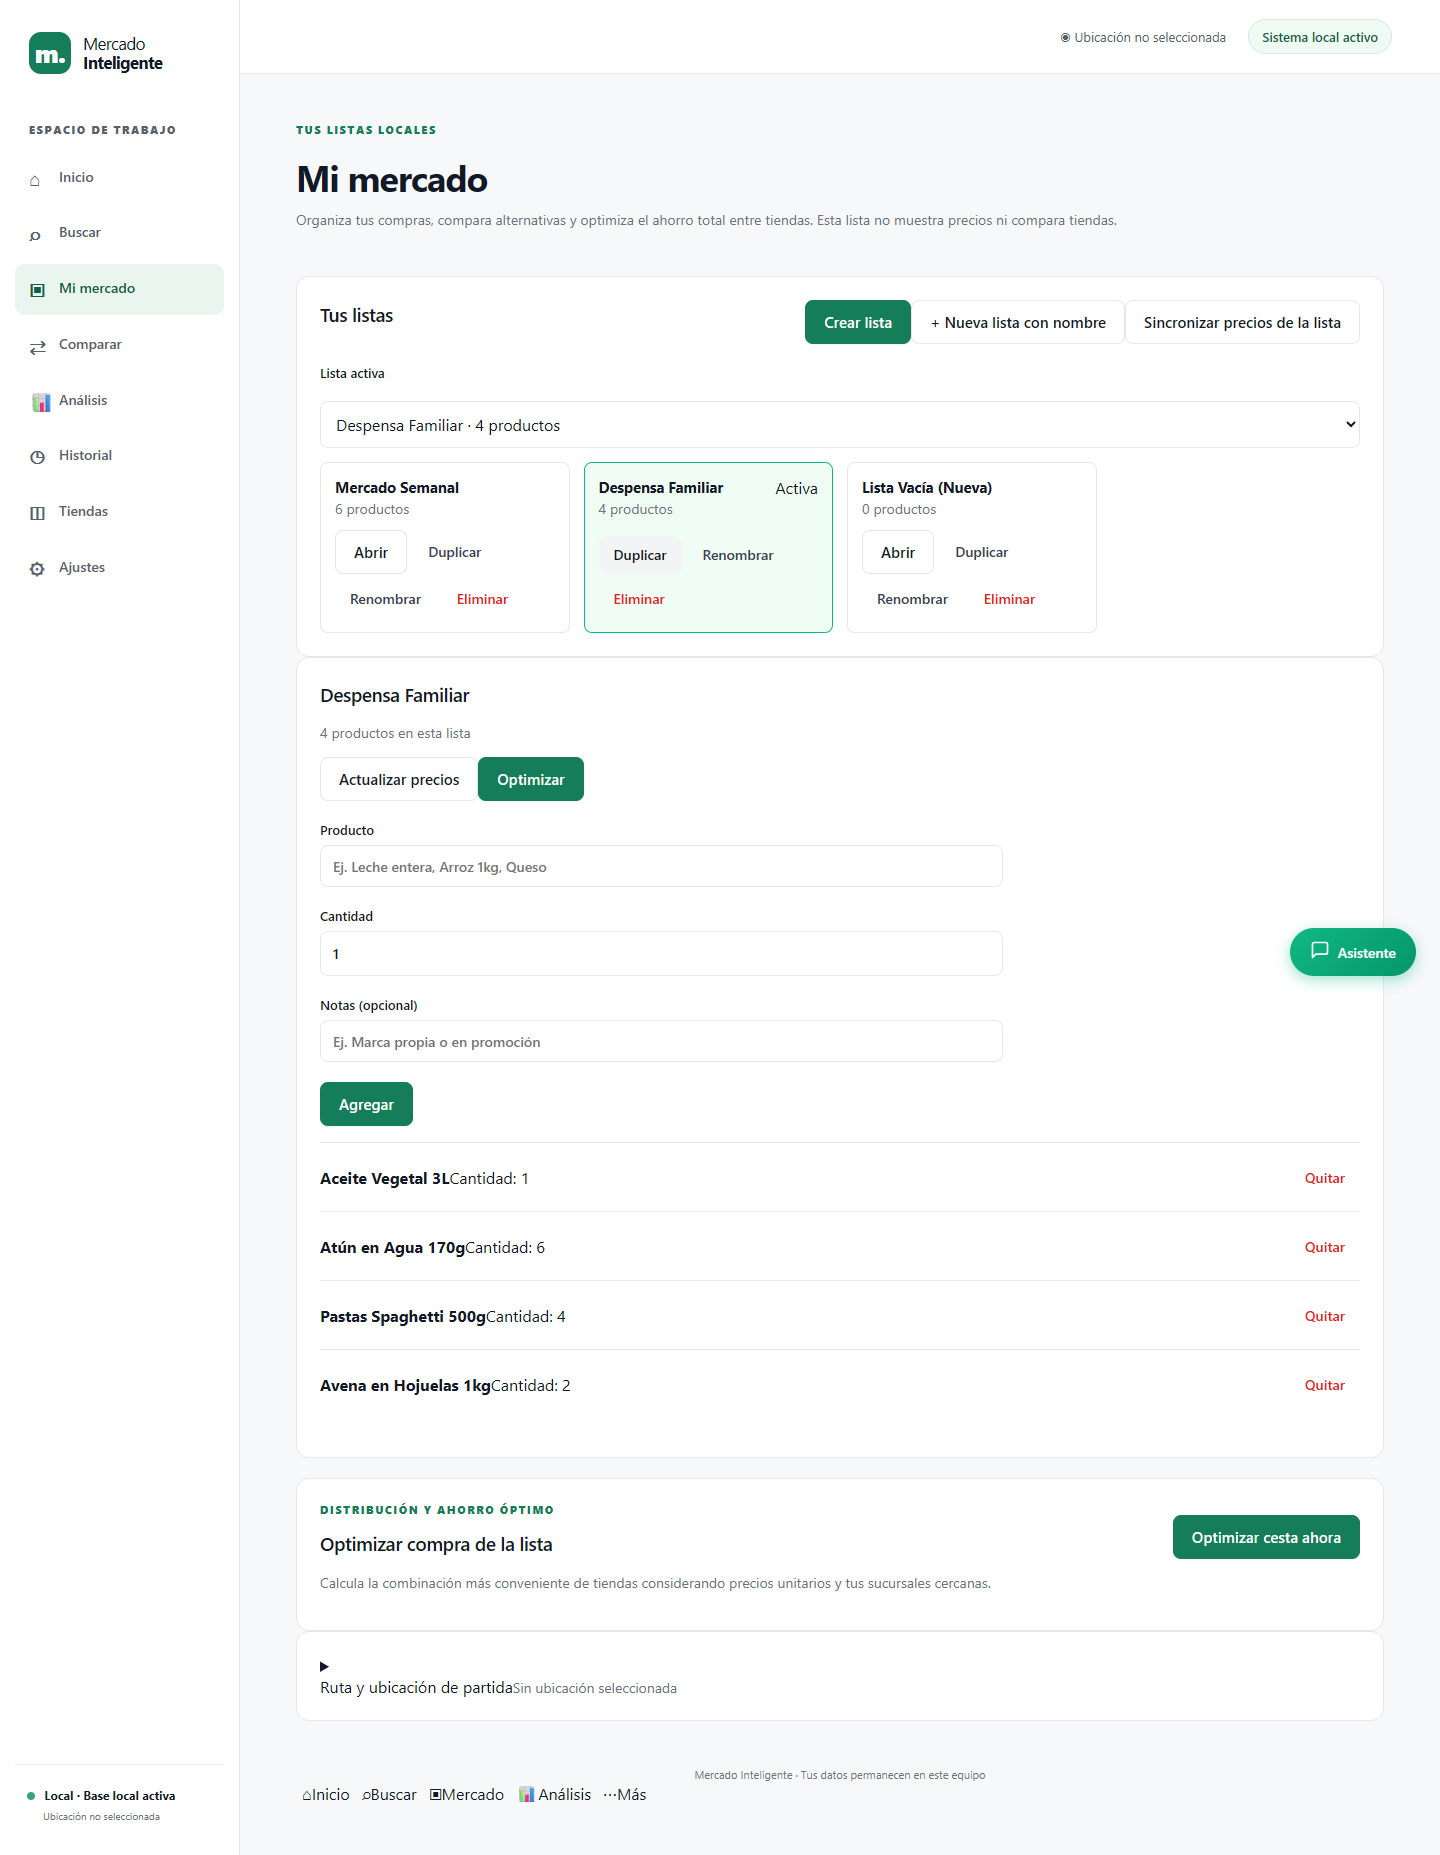 m.
Mercado
Inteligente
ESPACIO DE TRABAJO
Inicio
Buscar
Mi mercado
Comparar
Análisis
Historial
Tiendas
Ajustes
Local · Base local activa
Ubicación no seleccionada
Ubicación no seleccionada
Sistema local activo
TUS LISTAS LOCALES
Mi mercado
Organiza tus compras, compara alternativas y optimiza el ahorro total entre tiendas. Esta lista no muestra precios ni compara tiendas.
Tus listas
Crear lista
+ Nueva lista con nombre
Sincronizar precios de la lista
Lista activa
Despensa Familiar · 4 productos
Mercado Semanal
6 productos
Abrir Duplicar
Renombrar Eliminar
Despensa Familiar Activa
4 productos
Duplicar Renombrar
Eliminar
Lista Vacía (Nueva)
0 productos
Abrir Duplicar
Renombrar Eliminar
Despensa Familiar
4 productos en esta lista
Actualizar precios Optimizar
Producto
Ej. Leche entera, Arroz 1kg, Queso
Cantidad
1
Notas (opcional)
Ej. Marca propia o en promoción
Agregar
Asistente
Aceite Vegetal 3LCantidad: 1 Quitar
Atún en Agua 170gCantidad: 6 Quitar
Pastas Spaghetti 500gCantidad: 4 Quitar
Avena en Hojuelas 1kgCantidad: 2 Quitar
DISTRIBUCIÓN Y AHORRO ÓPTIMO
Optimizar compra de la lista
Calcula la combinación más conveniente de tiendas considerando precios unitarios y tus sucursales cercanas.
Optimizar cesta ahora
Ruta y ubicación de partidaSin ubicación seleccionada
Mercado Inteligente · Tus datos permanecen en este equipo
Inicio Buscar Mercado Análisis ⋯Más